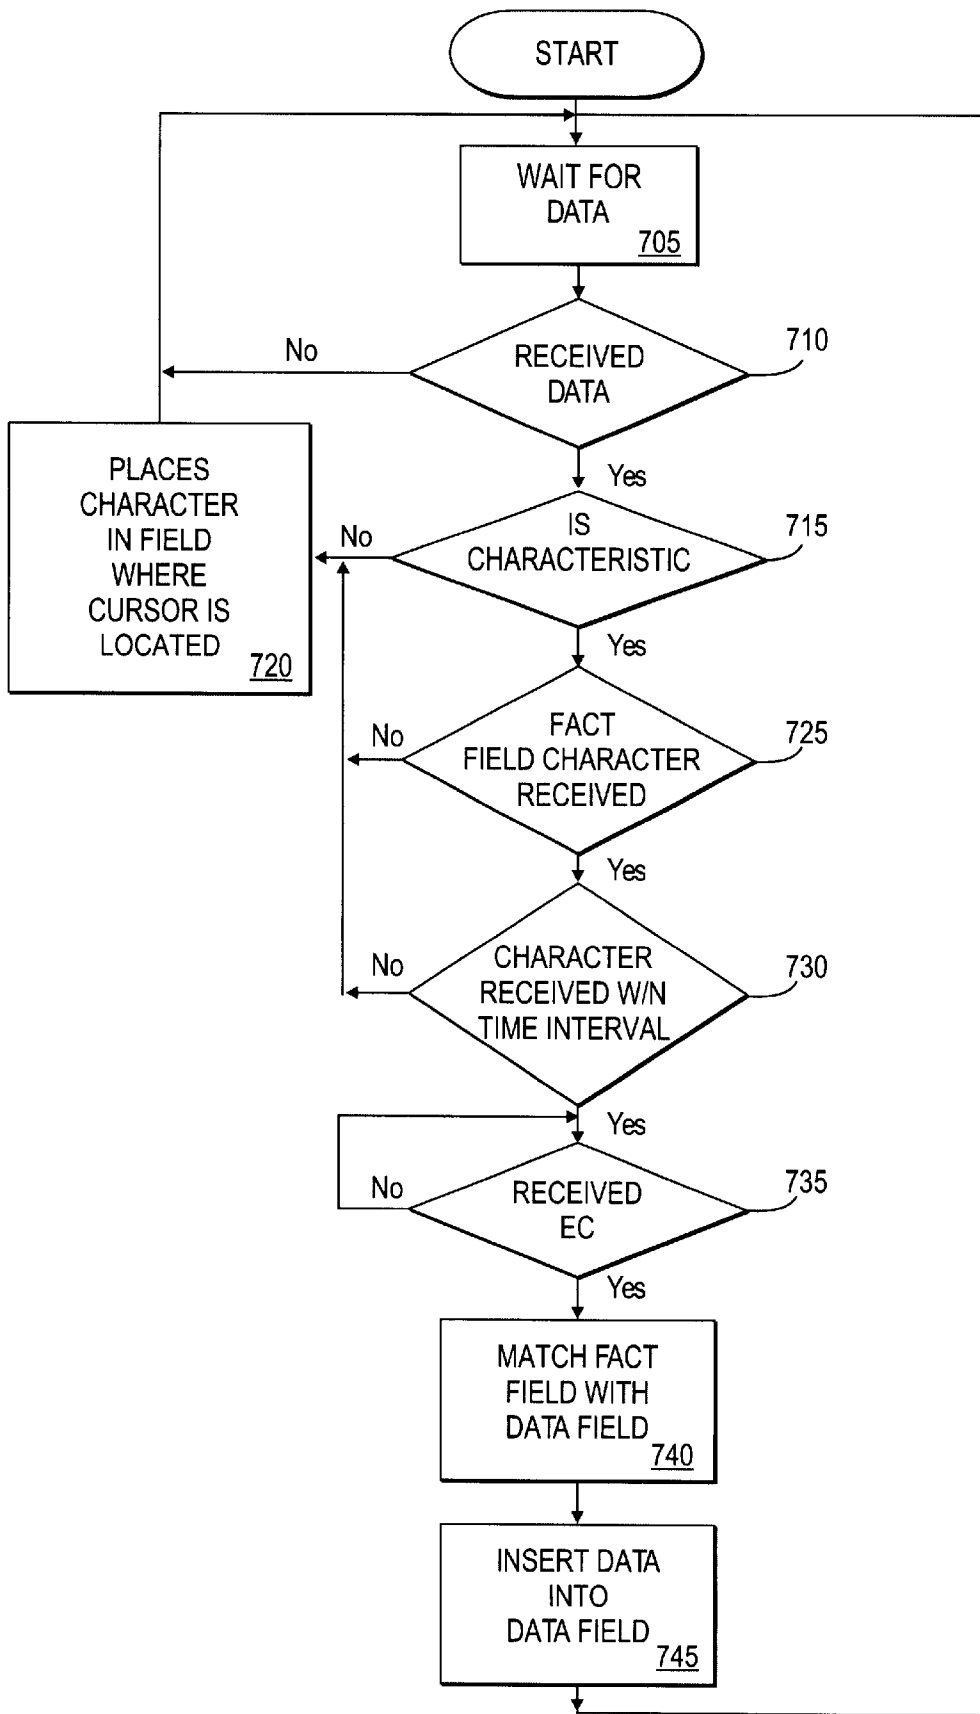 START
WAIT FOR
DATA
705
No
RECEIVED
DATA
710
Yes
PLACES
CHARACTER
IN FIELD
WHERE
CURSOR IS
LOCATED
720
No
IS
CHARACTERISTIC
715
Yes
No
FACT
FIELD CHARACTER
RECEIVED
725
Yes
No
CHARACTER
RECEIVED W/N
TIME INTERVAL
730
Yes
No
RECEIVED
EC
735
Yes
MATCH FACT
FIELD WITH
DATA FIELD
740
INSERT DATA
INTO
DATA FIELD
745